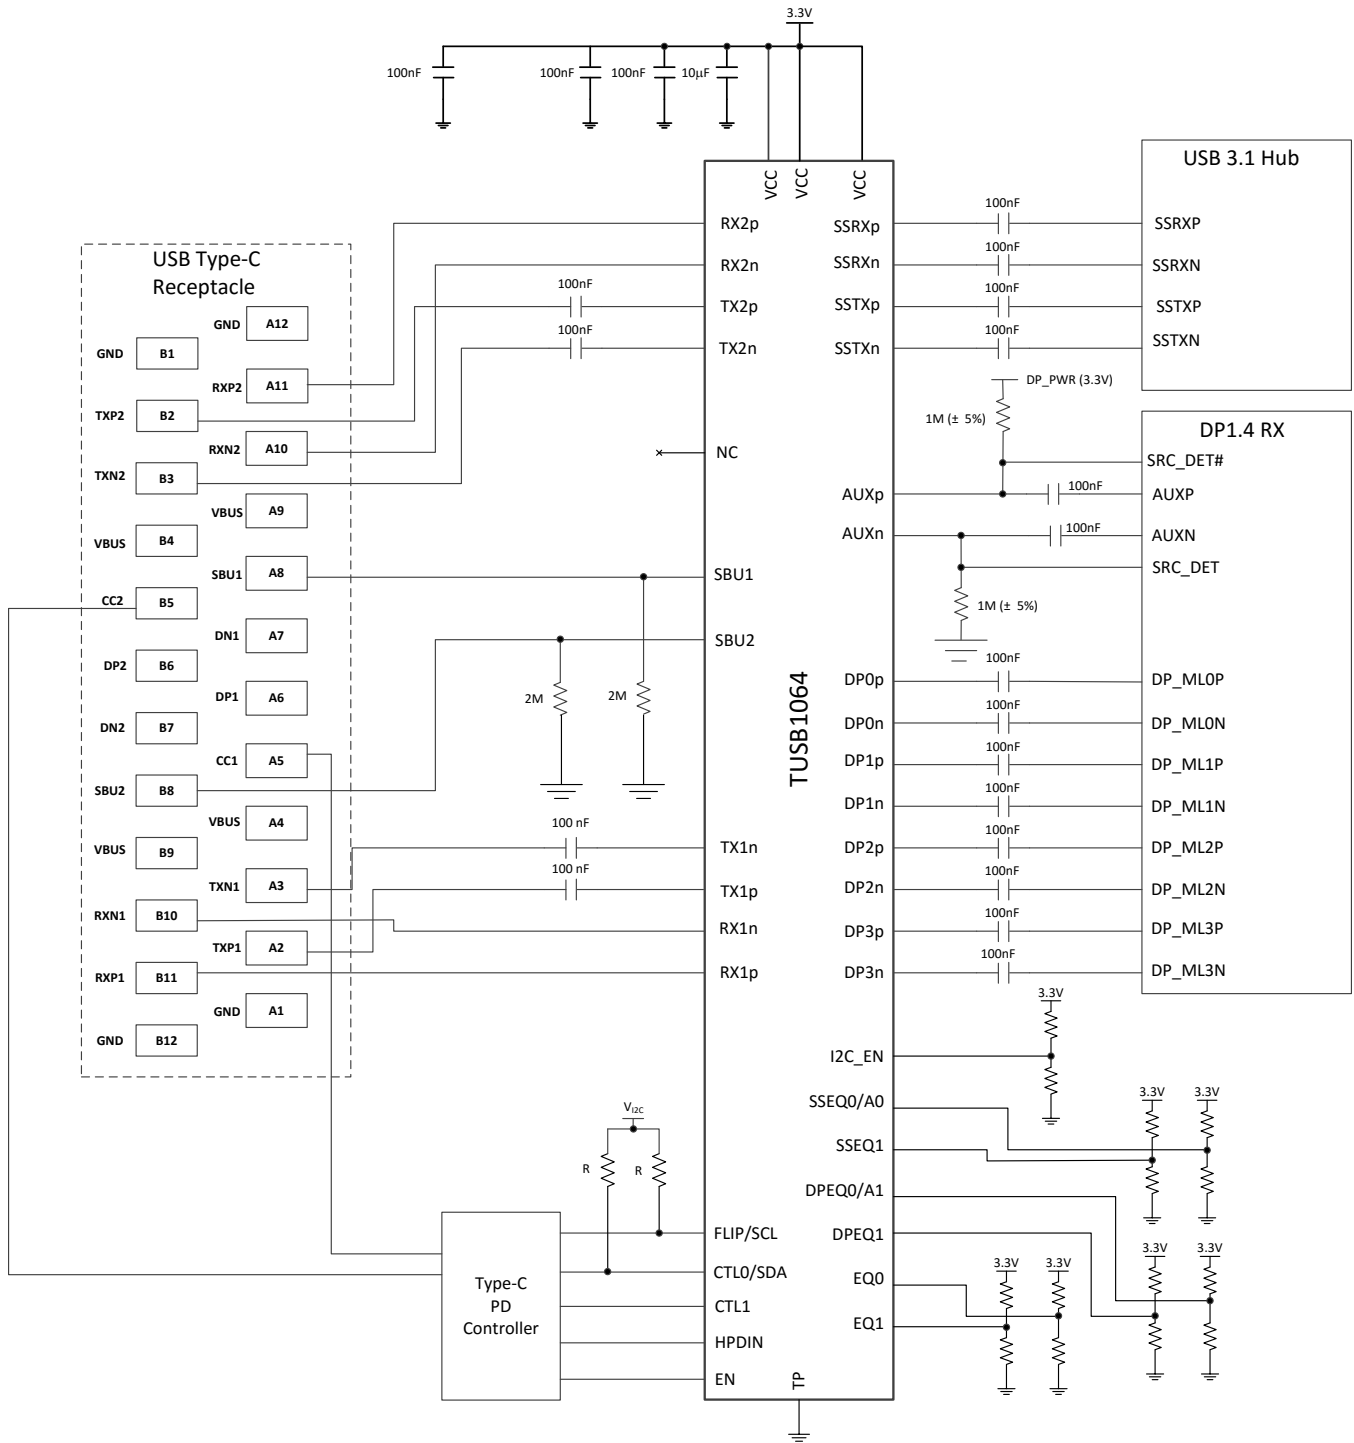 3.3V
100nF
100nF
100nF
10µF
VCC
VCC
VCC
USB 3.1 Hub
SSRXP
SSRXN
SSTXP
SSTXN
100nF
100nF
100nF
100nF
RX2p
RX2n
TX2p
TX2n
NC
SBU1
SBU2
TX1n
TX1p
RX1n
RX1p
FLIP/SCL
CTL0/SDA
CTL1
HPDIN
EN
TP
TUSB1064
SSRXp
SSRXn
SSTXp
SSTXn
AUXp
AUXn
DP0p
DP0n
DP1p
DP1n
DP2p
DP2n
DP3p
DP3n
I2C_EN
SSEQ0/A0
SSEQ1
DPEQ0/A1
DPEQ1
EQ0
EQ1
USB Type-C
Receptacle
GND A12
GND B1
RXP2 A11
TXP2 B2
RXN2 A10
TXN2 B3
VBUS A9
VBUS B4
SBU1 A8
CC2 B5
DN1 A7
DP2 B6
DP1 A6
DN2 B7
CC1 A5
SBU2 B8
VBUS A4
VBUS B9
TXN1 A3
RXN1 B10
TXP1 A2
RXP1 B11
GND A1
GND B12
100nF
100nF
2M
2M
100 nF
100 nF
DP_PWR (3.3V)
1M (± 5%)
100nF
100nF
1M (± 5%)
DP1.4 RX
SRC_DET#
AUXP
AUXN
SRC_DET
DP_ML0P
DP_ML0N
DP_ML1P
DP_ML1N
DP_ML2P
DP_ML2N
DP_ML3P
DP_ML3N
100nF
100nF
100nF
100nF
100nF
100nF
100nF
100nF
3.3V
3.3V
3.3V
3.3V
3.3V
3.3V
3.3V
VI2C
R
R
Type-C
PD
Controller